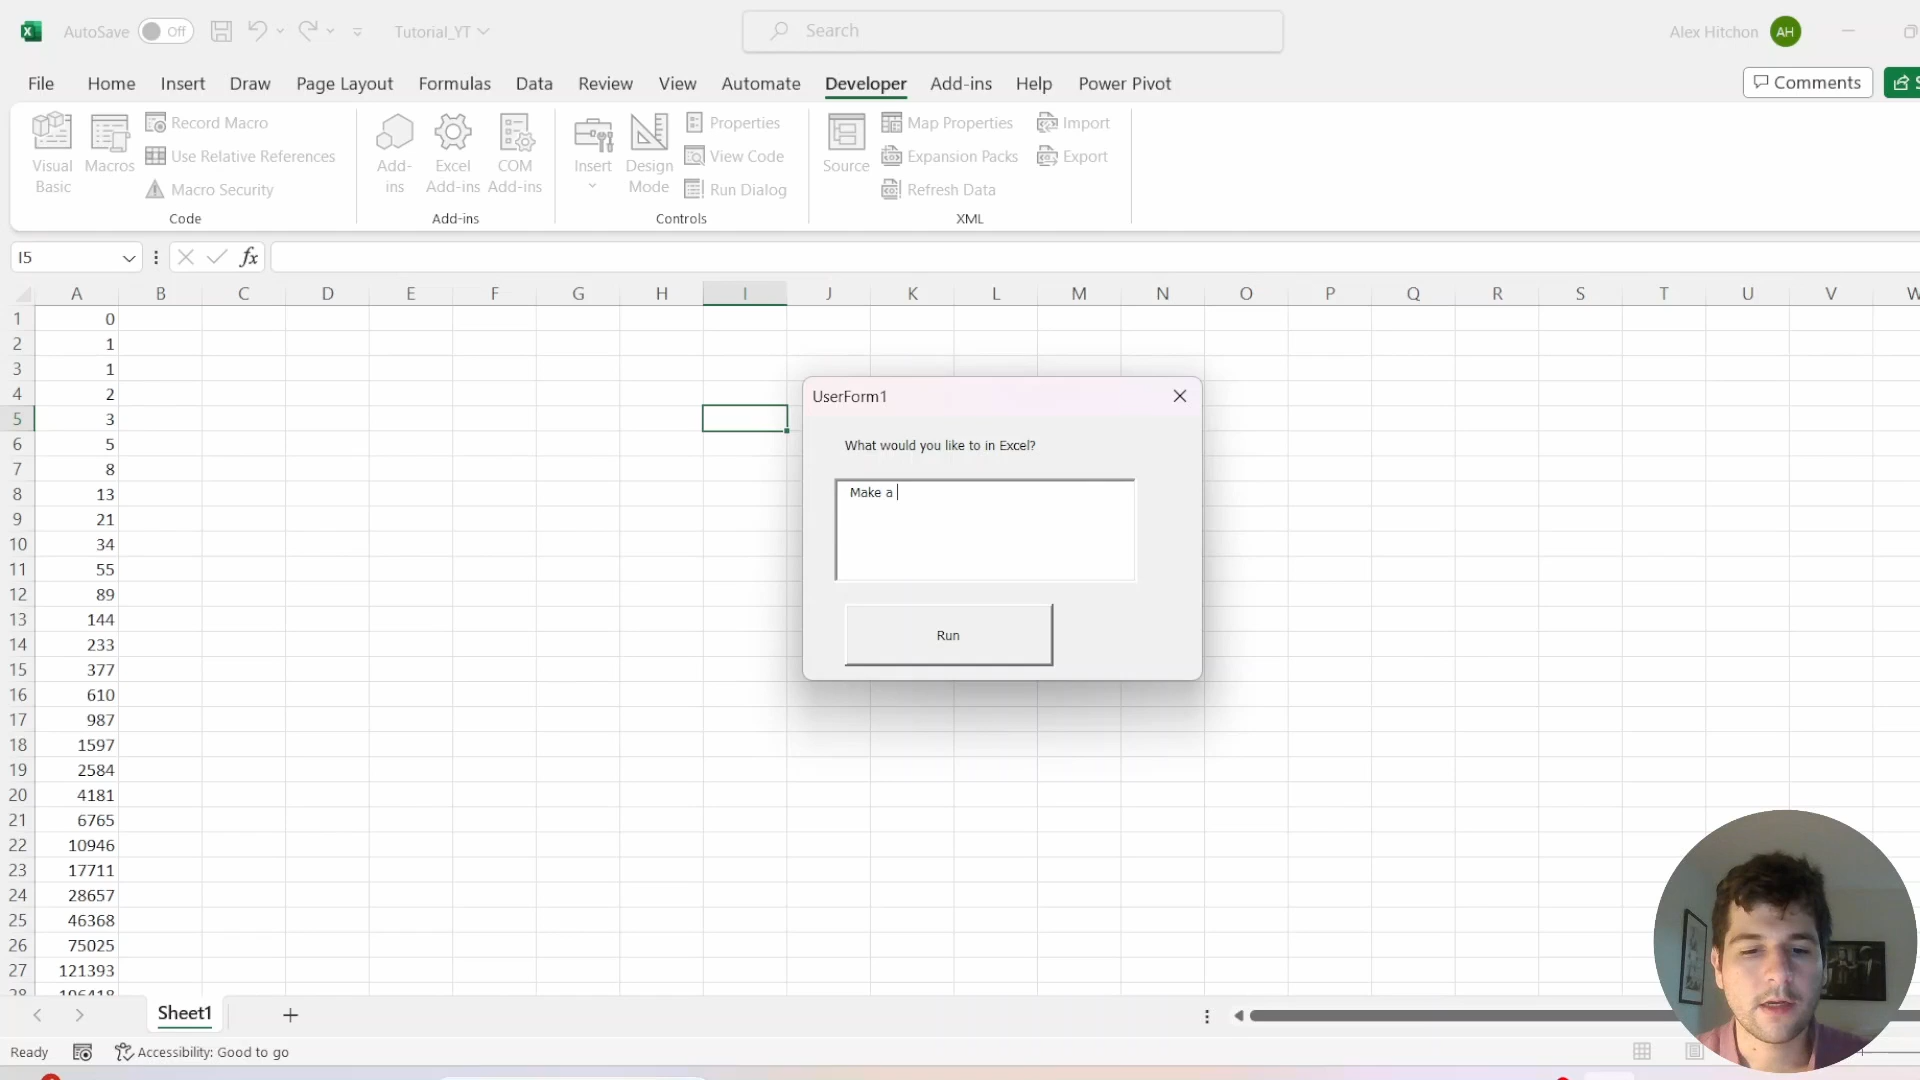 AutoSave Off Tutorial_YT Search Alex Hitchon AH
File Home Insert Draw Page Layout Formulas Data Review View Automate Developer Add-ins Help Power Pivot Comments
Visual Basic
Macros
Record Macro
Use Relative References
Macro Security
Code
Add-ins
Excel Add-ins
COM Add-ins
Add-ins
Insert
Design Mode
Properties
View Code
Run Dialog
Controls
Source
Map Properties
Expansion Packs
Refresh Data
Import
Export
XML
I5 fx
A B C D E F G H I J K L M N O P Q R S T U V W
1 0
2 1
3 1
4 2
5 3
6 5
7 8
8 13
9 21
10 34
11 55
12 89
13 144
14 233
15 377
16 610
17 987
18 1597
19 2584
20 4181
21 6765
22 10946
23 17711
24 28657
25 46368
26 75025
27 121393
28 196418
UserForm1
What would you like to in Excel?
Make a
Run
Sheet1
Ready Accessibility: Good to go